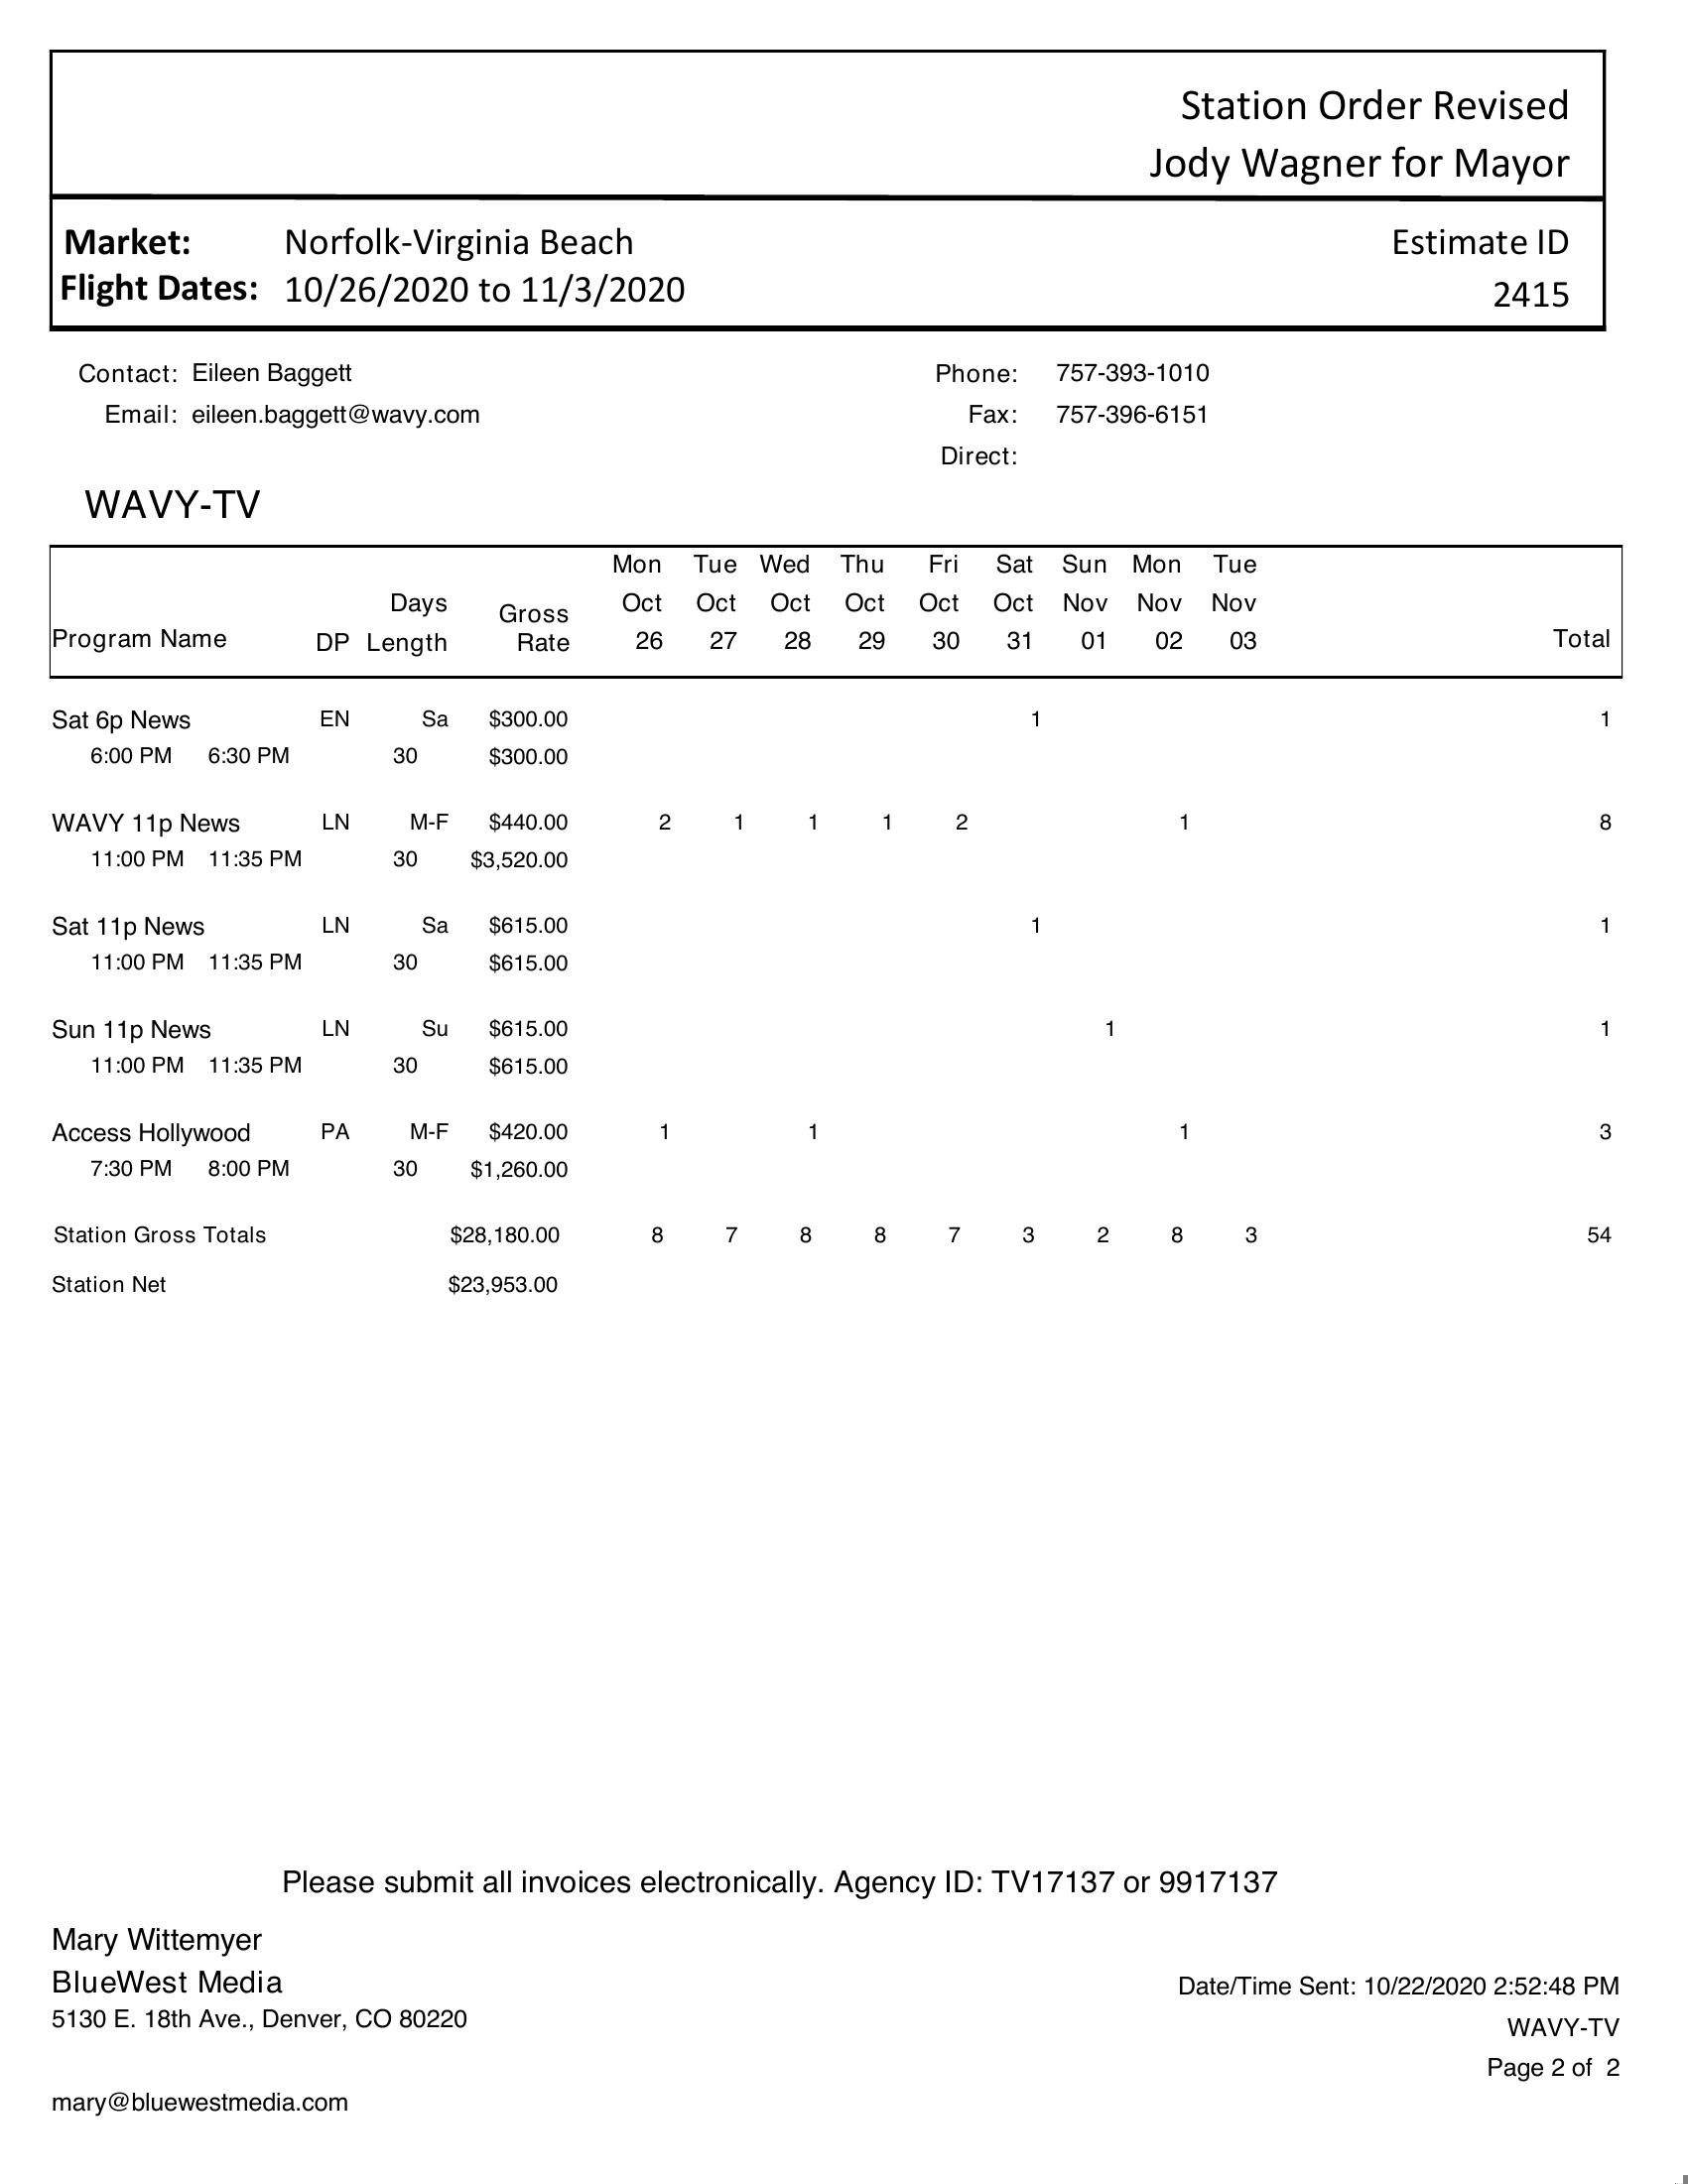 Station Order Revised
Jody Wagner for Mayor
Market: Norfolk-Virginia Beach Estimate ID
Flight Dates: 10/26/2020 to 11/3/2020 2415
Contact: Eileen Baggett Phone: 757-393-1010
Email: eileen.baggett@wavy.com Fax: 757-396-6151
Direct:
WAVY-TV
Mon Tue Wed Thu Fri Sat Sun Mon Tue
Days Gross Oct Oct Oct Oct Oct Oct Nov Nov Nov
Program Name DP Length Rate 26 27 28 29 30 31 01 02 03 Total
Sat 6p News EN Sa $300.00 1 1
6:00 PM 6:30 PM 30 $300.00
WAVY 11p News LN M-F $440.00 2 1 1 1 2 1 8
11:00 PM 11:35 PM 30 $3,520.00
Sat 11p News LN Sa $615.00 1 1
11:00 PM 11:35 PM 30 $615.00
Sun 11p News LN Su $615.00 1 1
11:00 PM 11:35 PM 30 $615.00
Access Hollywood PA M-F $420.00 1 1 1 3
7:30 PM 8:00 PM 30 $1,260.00
Station Gross Totals $28,180.00 8 7 8 8 7 3 2 8 3 54
Station Net $23,953.00
Please submit all invoices electronically. Agency ID: TV17137 or 9917137
Mary Wittemyer
BlueWest Media
5130 E. 18th Ave., Denver, CO 80220
mary@bluewestmedia.com
Date/Time Sent: 10/22/2020 2:52:48 PM
WAVY-TV
Page 2 of 2